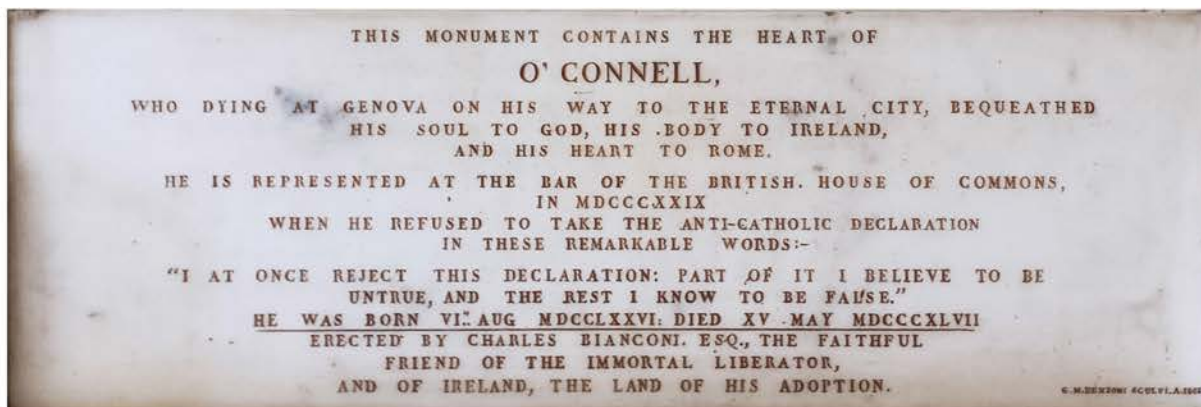 THIS MONUMENT CONTAINS THE HEART OF
O' CONNELL,
WHO DYING AT GENOVA ON HIS WAY TO THE ETERNAL CITY, BEQUEATHED
HIS SOUL TO GOD, HIS BODY TO IRELAND,
AND HIS HEART TO ROME.
HE IS REPRESENTED AT THE BAR OF THE BRITISH. HOUSE OF COMMONS,
IN MDCCCXXIX
WHEN HE REFUSED TO TAKE THE ANTI-CATHOLIC DECLARATION
IN THESE REMARKABLE WORDS:-
"I AT ONCE REJECT THIS DECLARATION: PART OF IT I BELIEVE TO BE
UNTRUE, AND THE REST I KNOW TO BE FALSE."
HE WAS BORN VI. AUG MDCCLXXVI: DIED XV MAY MDCCCXLVII
ERECTED BY CHARLES BIANCONI. ESQ., THE FAITHFUL
FRIEND OF THE IMMORTAL LIBERATOR,
AND OF IRELAND, THE LAND OF HIS ADOPTION.
G. M. BENZONI SCULPI. A.